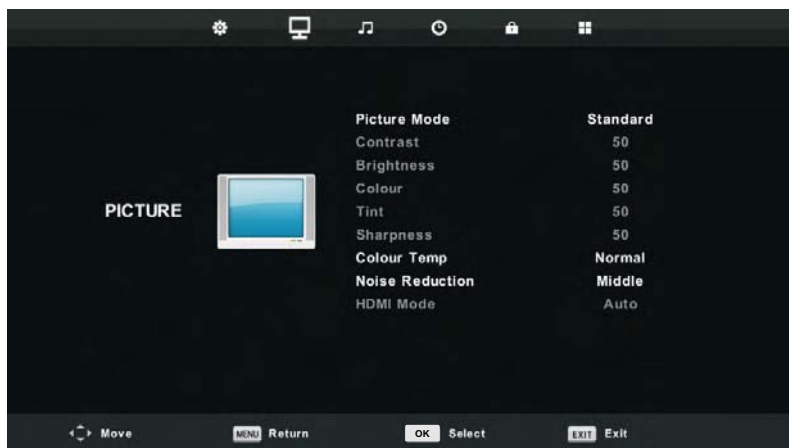 Picture Mode Standard
Contrast 50
Brightness 50
Colour 50
PICTURE
Tint 50
Sharpness 50
Colour Temp Normal
Noise Reduction Middle
HDMI Mode Auto
Move MENU Return OK Select EXIT Exit